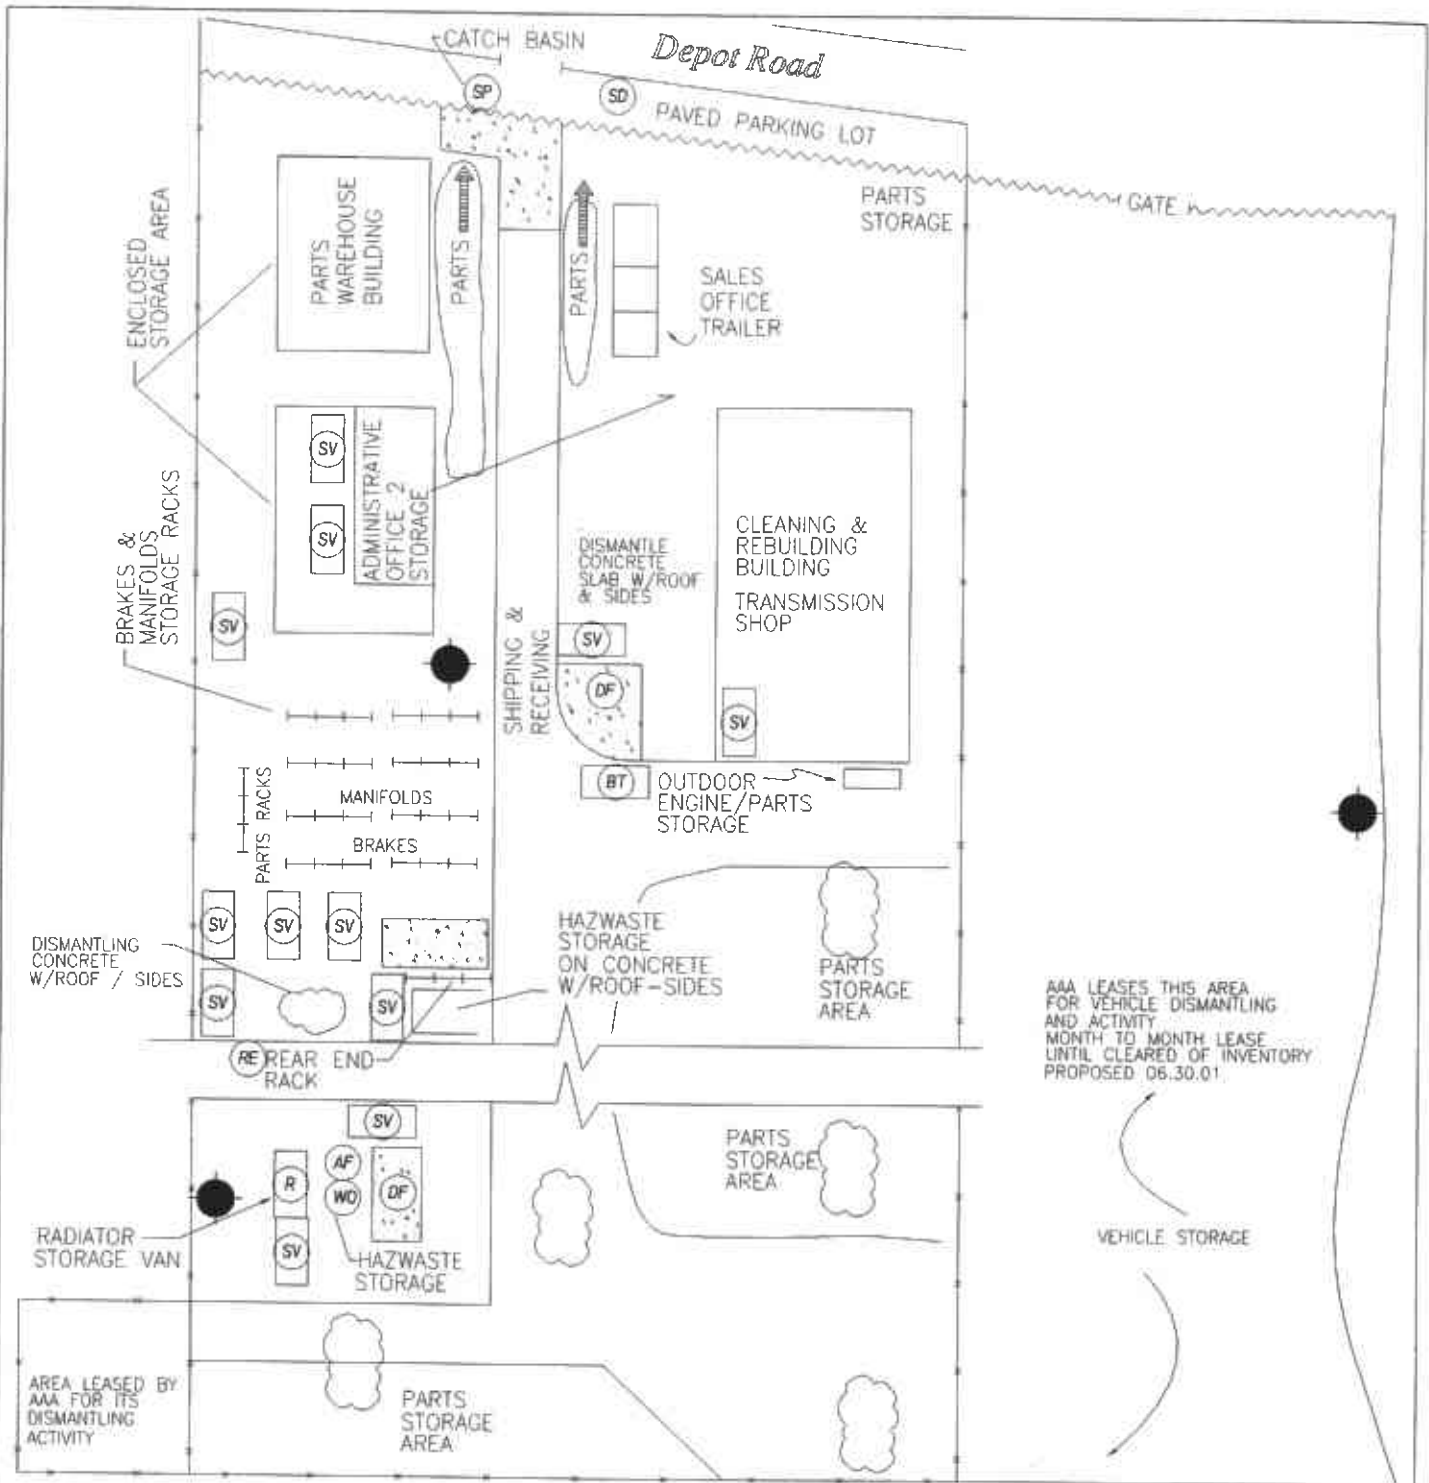 CATCH BASIN
Depot Road
SP
SD
PAVED PARKING LOT
GATE
PARTS
STORAGE
ENCLOSED
STORAGE AREA
PARTS
WAREHOUSE
BUILDING
PARTS
PARTS
SALES
OFFICE
TRAILER
SV
SV
ADMINISTRATIVE
OFFICE 2
STORAGE
BRAKES &
MANIFOLDS
STORAGE RACKS
SV
DISMANTLE
CONCRETE
SLAB W/ROOF
& SIDES
CLEANING &
REBUILDING
BUILDING
TRANSMISSION
SHOP
SHIPPING &
RECEIVING
SV
DF
SV
BT
OUTDOOR
ENGINE/PARTS
STORAGE
PARTS RACKS
MANIFOLDS
BRAKES
SV
SV
SV
DISMANTLING
CONCRETE
W/ROOF / SIDES
SV
SV
HAZWASTE
STORAGE
ON CONCRETE
W/ROOF-SIDES
PARTS
STORAGE
AREA
AAA LEASES THIS AREA
FOR VEHICLE DISMANTLING
AND ACTIVITY
MONTH TO MONTH LEASE
UNTIL CLEARED OF INVENTORY
PROPOSED 06.30.01
RE
REAR END
RACK
SV
AF
R
WO
DF
PARTS
STORAGE
AREA
RADIATOR
STORAGE VAN
SV
HAZWASTE
STORAGE
VEHICLE STORAGE
AREA LEASED BY
AAA FOR ITS
DISMANTLING
ACTIVITY
PARTS
STORAGE
AREA